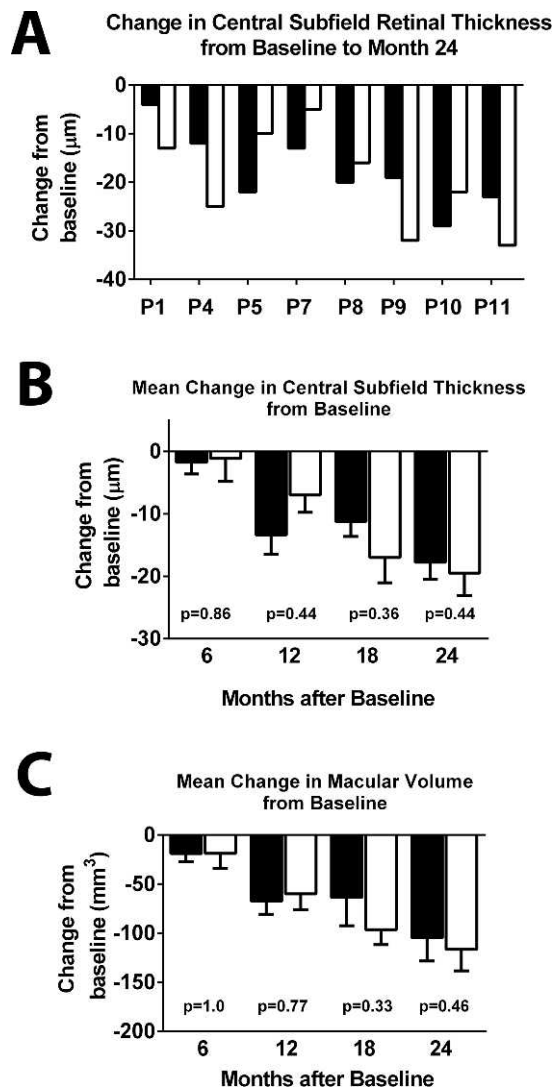 A
Change in Central Subfield Retinal Thickness
from Baseline to Month 24
Change from
baseline (μm)
0
-10
-20
-30
-40
P1 P4 P5 P7 P8 P9 P10 P11
B
Mean Change in Central Subfield Thickness
from Baseline
Change from
baseline (μm)
0
-10
-20
-30
p=0.86 p=0.44 p=0.36 p=0.44
6 12 18 24
Months after Baseline
C
Mean Change in Macular Volume
from Baseline
Change from
baseline (mm³)
0
-50
-100
-150
-200
p=1.0 p=0.77 p=0.33 p=0.46
6 12 18 24
Months after Baseline